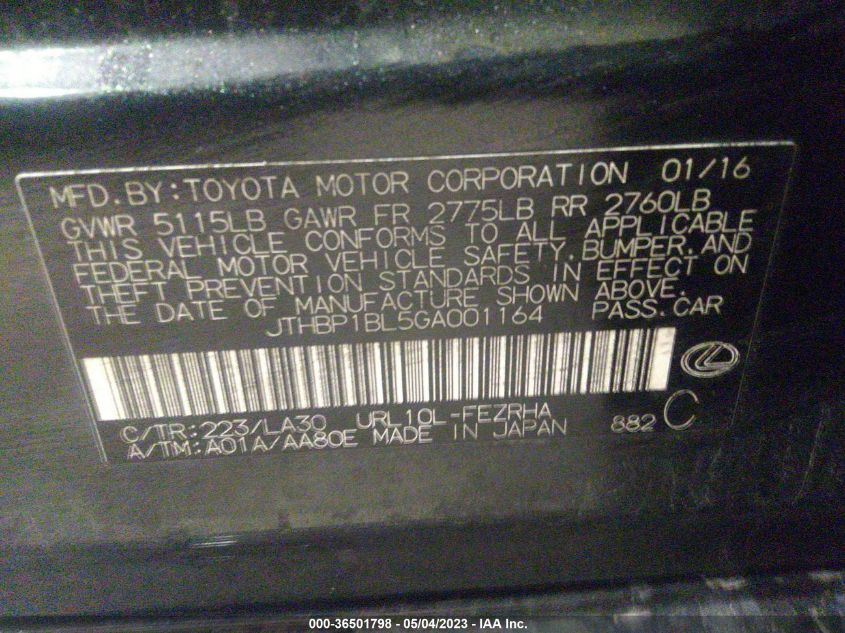 MFD. BY: TOYOTA MOTOR CORPORATION 01/16
GVWR 5115LB GAWR FR 2775LB RR 2760LB
THIS VEHICLE CONFORMS TO ALL APPLICABLE
FEDERAL MOTOR VEHICLE SAFETY, BUMPER, AND
THEFT PREVENTION STANDARDS IN EFFECT ON
THE DATE OF MANUFACTURE SHOWN ABOVE.
JTHBP1BL5GA001164 PASS. CAR
C/TR: 223/LA30 URL10L-FEZRHA
A/TM: A01A/AA80E MADE IN JAPAN 882 C
000-36501798 - 05/04/2023 - IAA Inc.